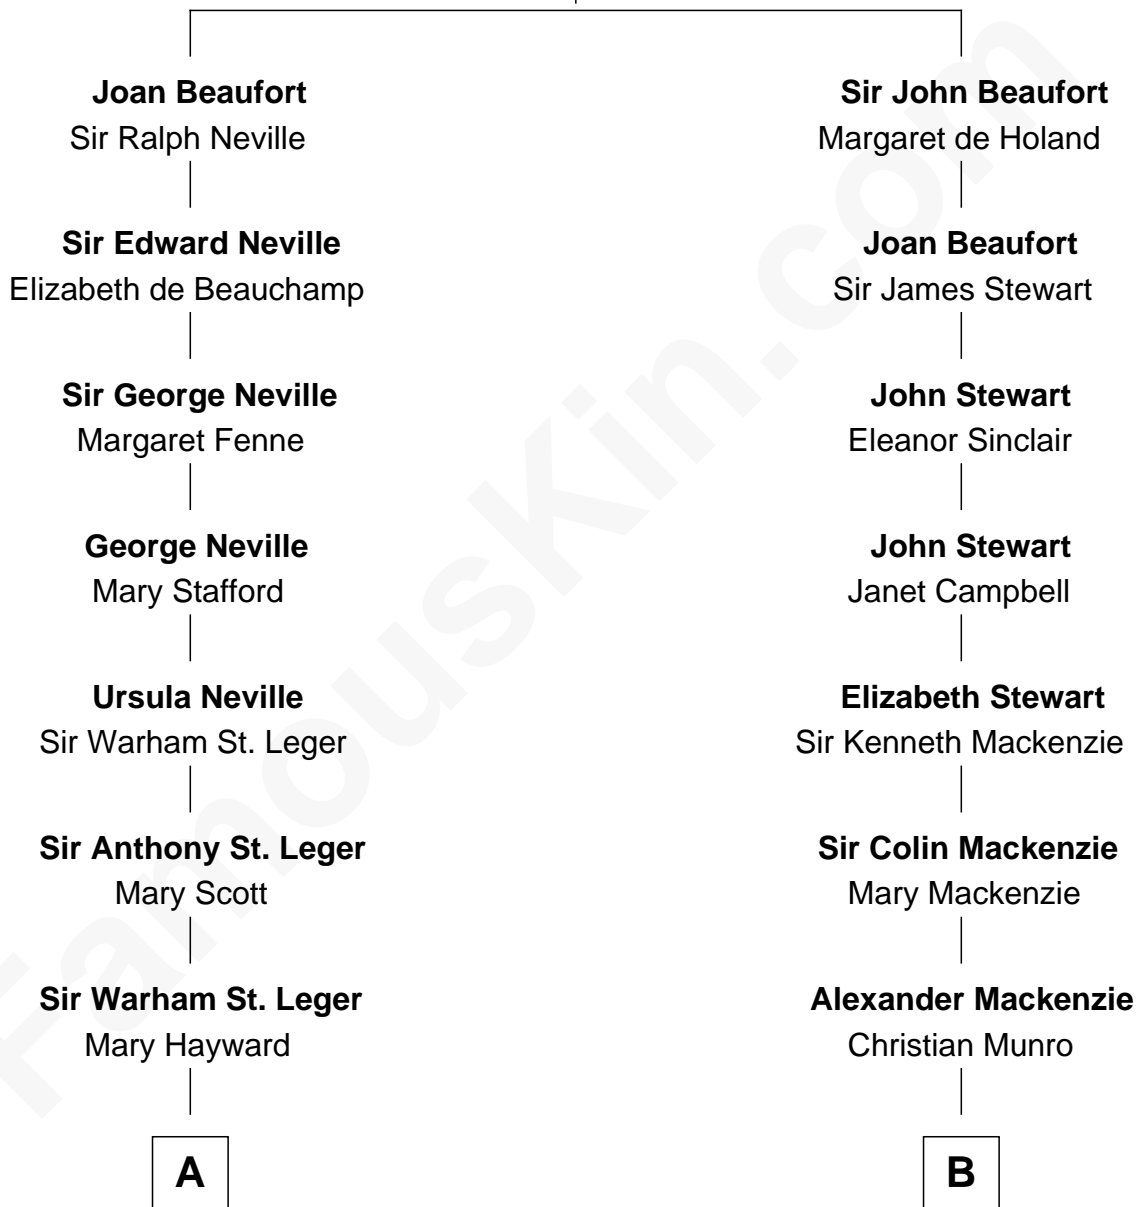 Joan Beaufort
Sir Ralph Neville
Sir Edward Neville
Elizabeth de Beauchamp
Sir George Neville
Margaret Fenne
George Neville
Mary Stafford
Ursula Neville
Sir Warham St. Leger
Sir Anthony St. Leger
Mary Scott
Sir Warham St. Leger
Mary Hayward
A
Sir John Beaufort
Margaret de Holand
Joan Beaufort
Sir James Stewart
John Stewart
Eleanor Sinclair
John Stewart
Janet Campbell
Elizabeth Stewart
Sir Kenneth Mackenzie
Sir Colin Mackenzie
Mary Mackenzie
Alexander Mackenzie
Christian Munro
B
FamousKin.com